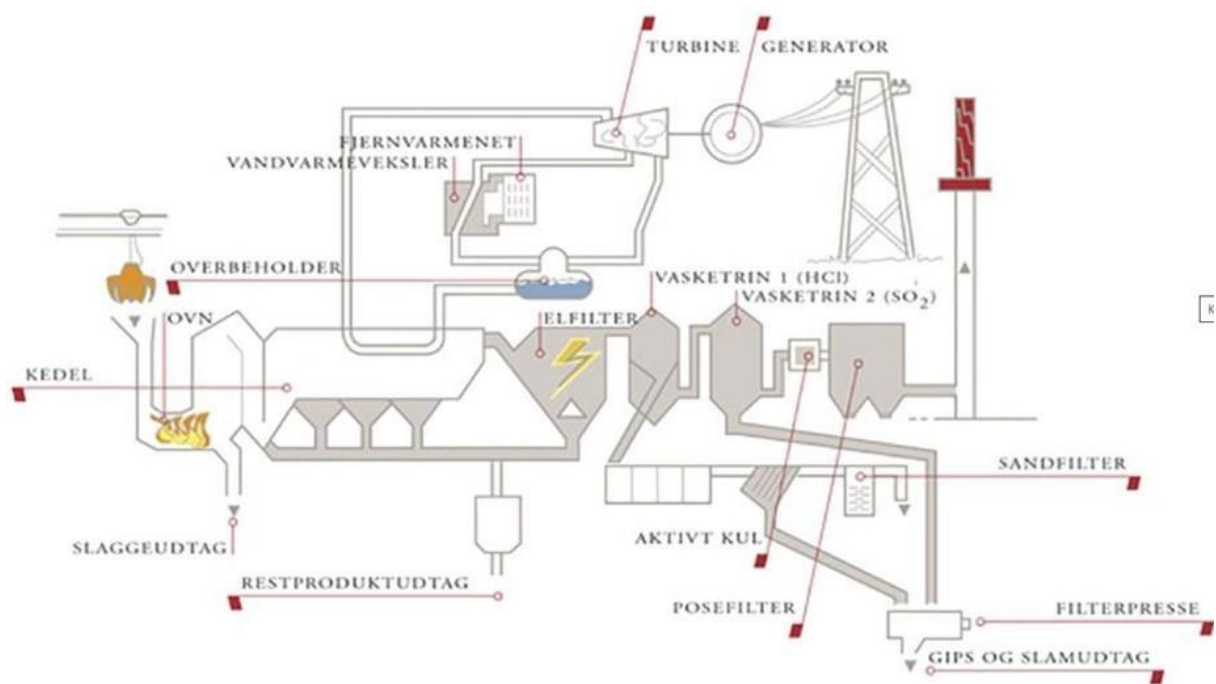 TURBINE
GENERATOR
FJERNVARMENET
VANDVARMEVEKSLER
OVERBEHOLDER
VASKETRIN 1 (HCl)
VASKETRIN 2 (SO2)
OVN
ELFILTER
K
KEDEL
SANDFILTER
AKTIVT KUL
SLAGGEUDTAG
RESTPRODUKTUDTAG
POSEFILTER
FILTERPRESSE
GIPS OG SLAMUDTAG